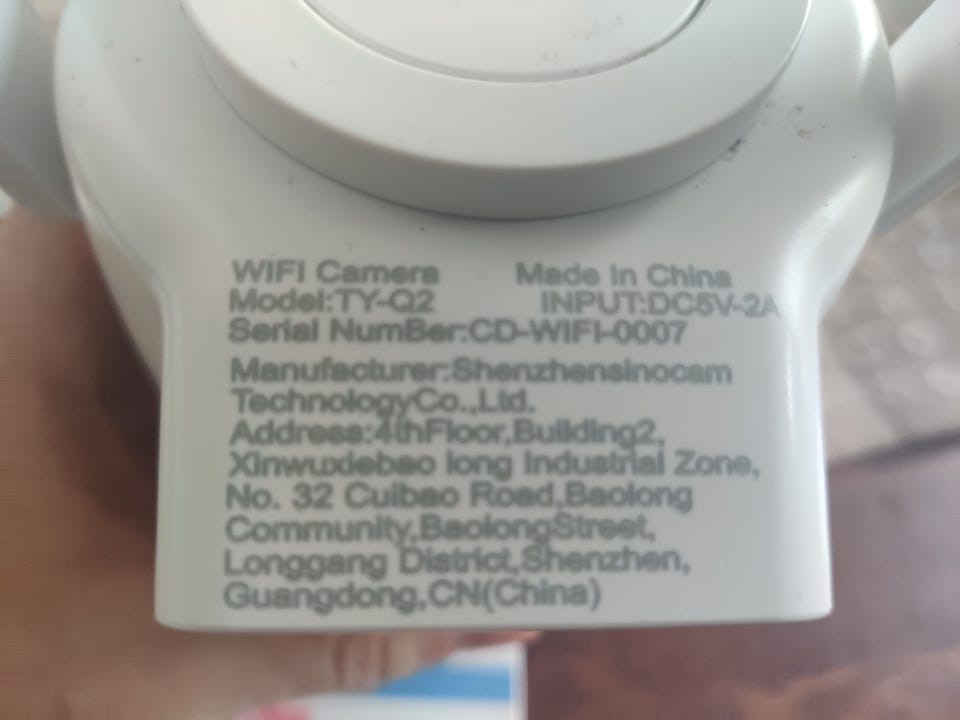 WIFI Camera Made In China
Model:TY-Q2 INPUT:DC5V-2A
Serial NumBer:CD-WIFI-0007
Manufacturer:Shenzhensinocam
TechnologyCo.,Ltd.
Address:4thFloor,Building2,
Xinwuxiebao long Industrial Zone,
No. 32 Cuibao Road,Baolong
Community,BaolongStreet,
Longgang District,Shenzhen,
Guangdong,CN(China)